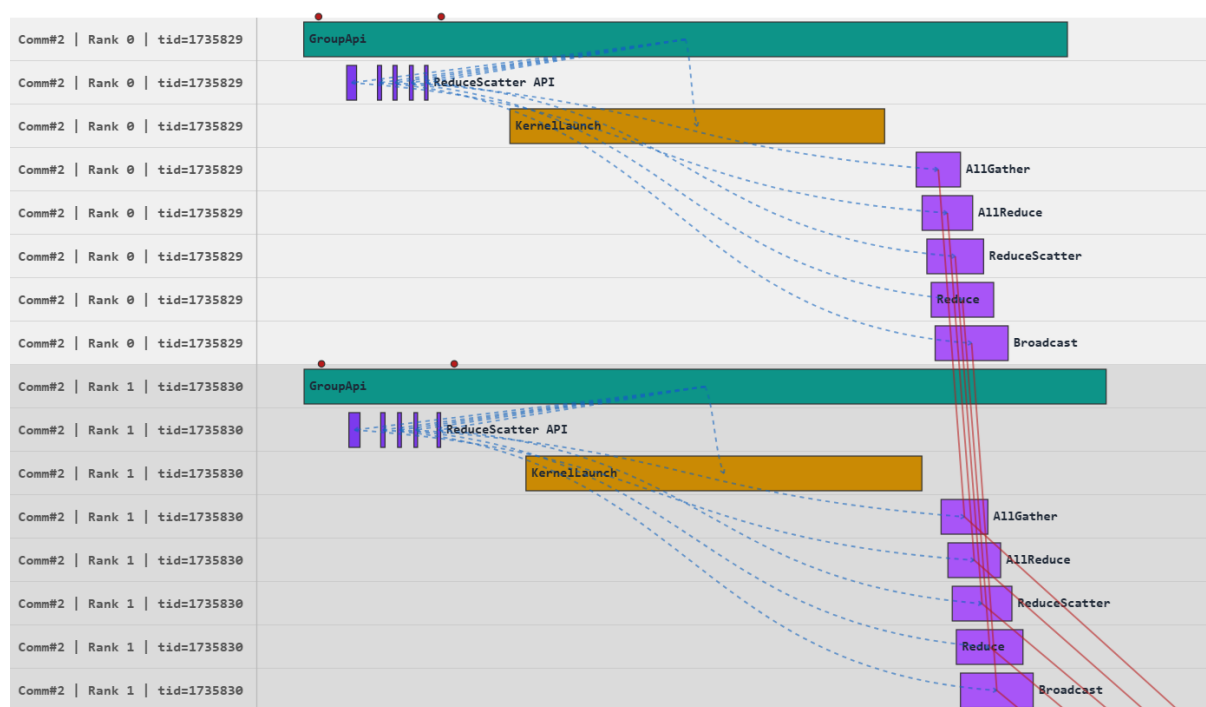 Comm#2 | Rank 0 | tid=1735829 GroupApi
Comm#2 | Rank 0 | tid=1735829 ReduceScatter API
Comm#2 | Rank 0 | tid=1735829 KernelLaunch
Comm#2 | Rank 0 | tid=1735829 AllGather
Comm#2 | Rank 0 | tid=1735829 AllReduce
Comm#2 | Rank 0 | tid=1735829 ReduceScatter
Comm#2 | Rank 0 | tid=1735829 Reduce
Comm#2 | Rank 0 | tid=1735829 Broadcast
Comm#2 | Rank 1 | tid=1735830 GroupApi
Comm#2 | Rank 1 | tid=1735830 ReduceScatter API
Comm#2 | Rank 1 | tid=1735830 KernelLaunch
Comm#2 | Rank 1 | tid=1735830 AllGather
Comm#2 | Rank 1 | tid=1735830 AllReduce
Comm#2 | Rank 1 | tid=1735830 ReduceScatter
Comm#2 | Rank 1 | tid=1735830 Reduce
Comm#2 | Rank 1 | tid=1735830 Broadcast